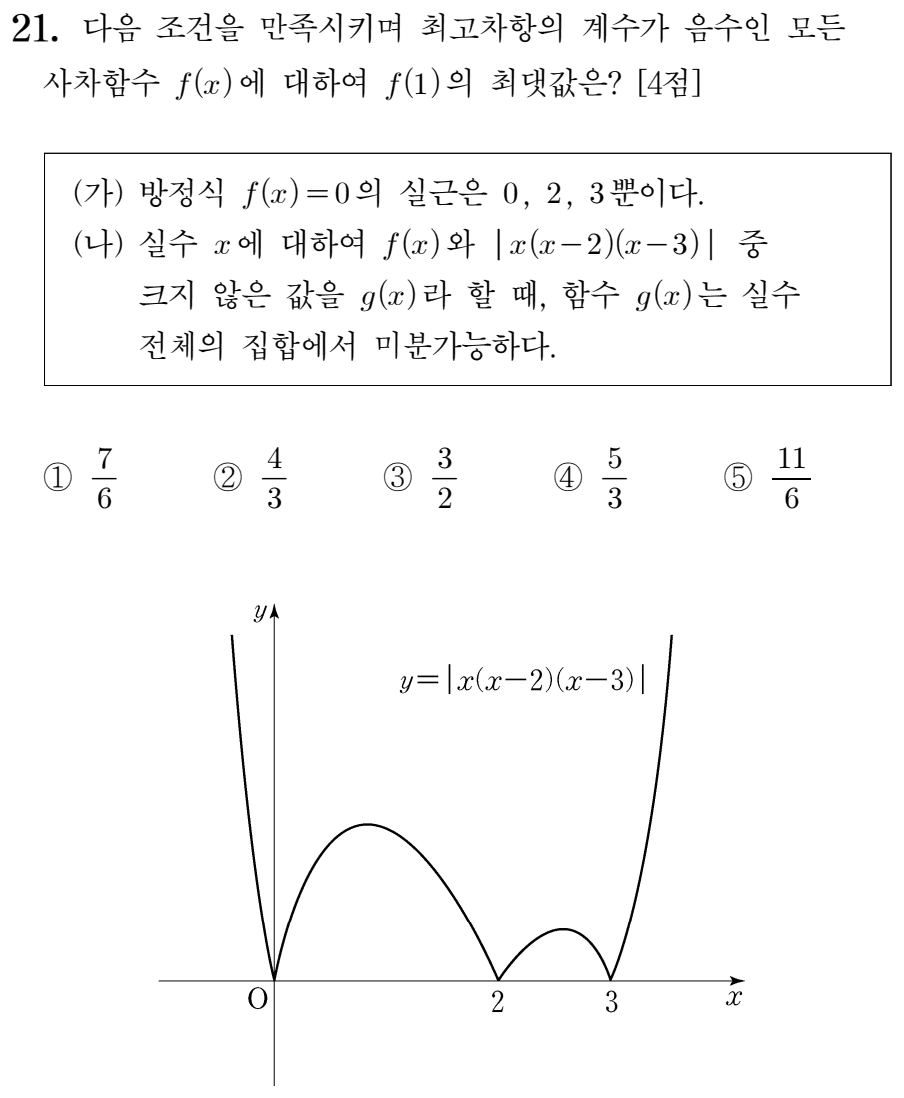 21. 다음 조건을 만족시키며 최고차항의 계수가 음수인 모든
사차함수 f(x)에 대하여 f(1)의 최댓값은? [4점]
(가) 방정식 f(x)=0의 실근은 0, 2, 3뿐이다.
(나) 실수 x에 대하여 f(x)와 |x(x-2)(x-3)| 중
크지 않은 값을 g(x)라 할 때, 함수 g(x)는 실수
전체의 집합에서 미분가능하다.
① 7/6 ② 4/3 ③ 3/2 ④ 5/3 ⑤ 11/6
y
y=|x(x-2)(x-3)|
O 2 3 x